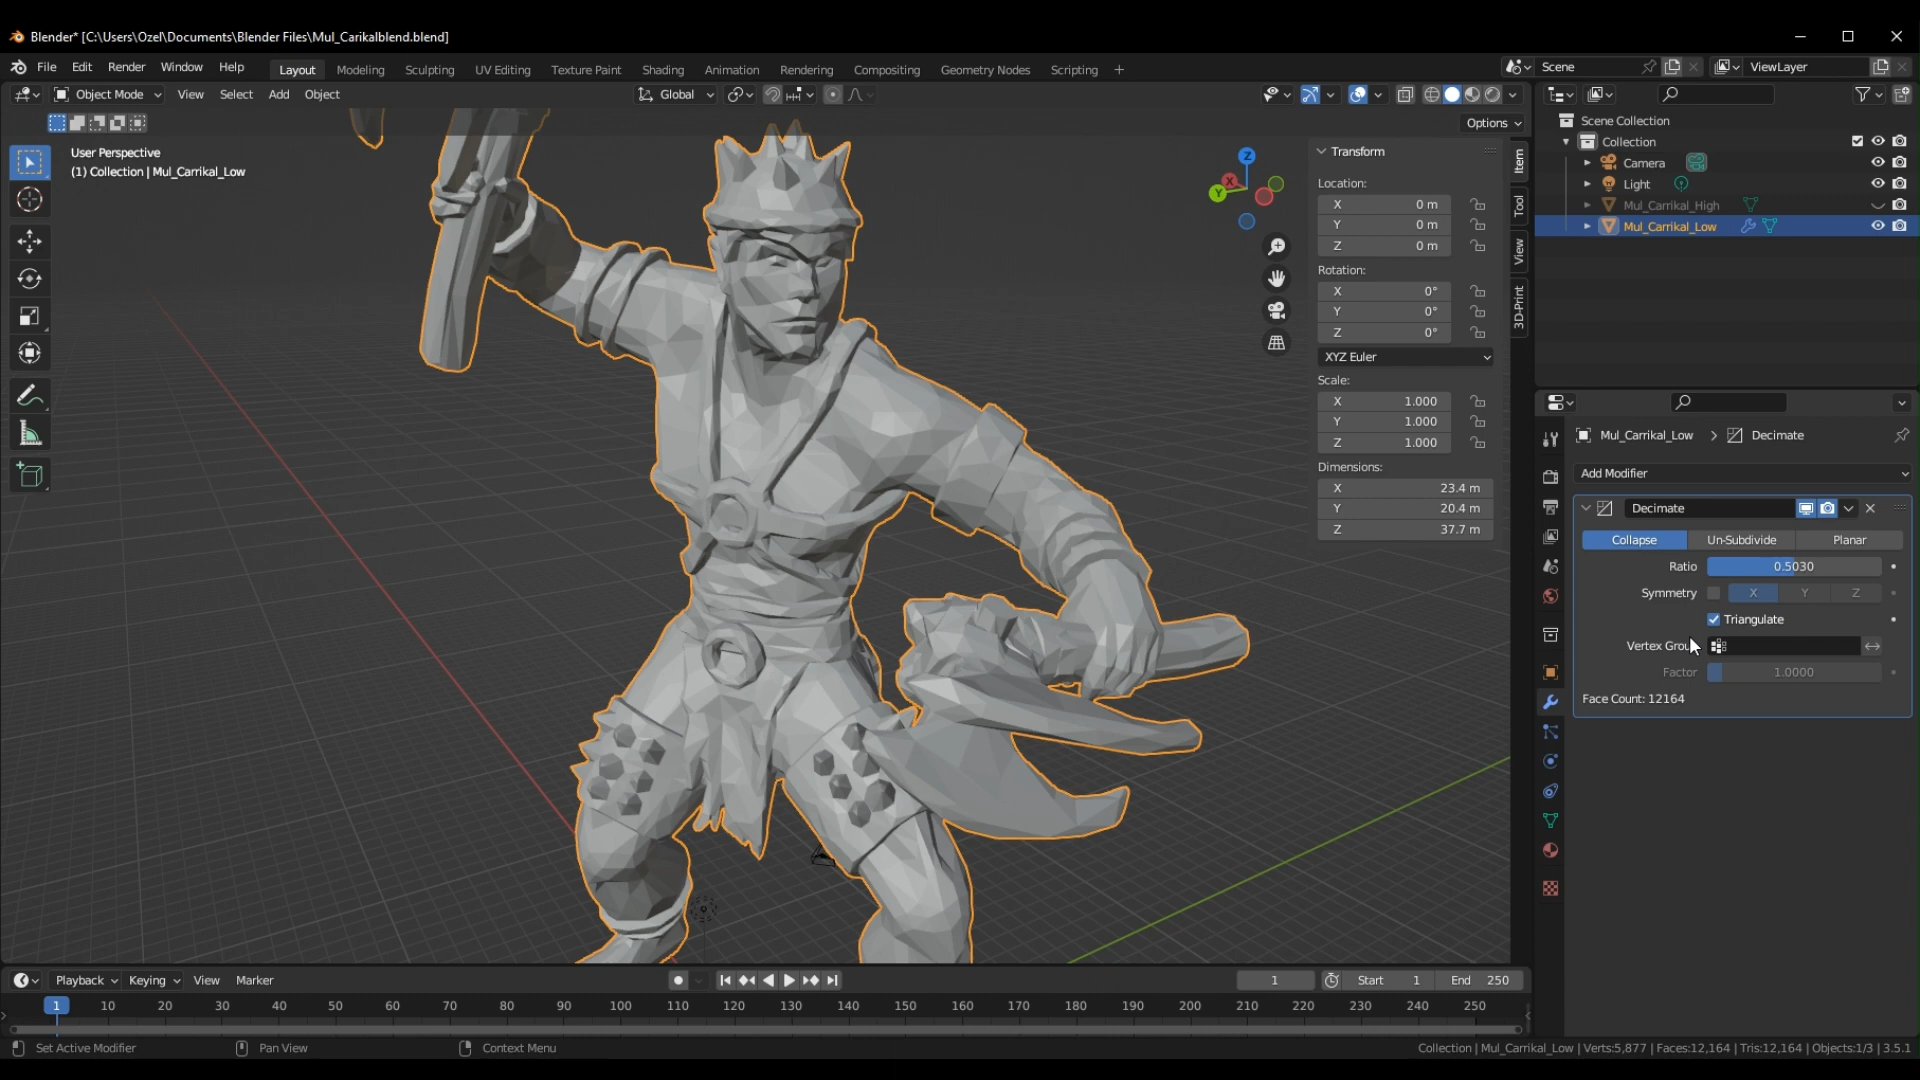 Blender* [C:\Users\Ozel\Documents\Blender Files\Mul_Carikalblend.blend]
File Edit Render Window Help Layout Modeling Sculpting UV Editing Texture Paint Shading Animation Rendering Compositing Geometry Nodes Scripting + Scene ViewLayer
Object Mode View Select Add Object Global
Options
User Perspective
(1) Collection | Mul_Carrikal_Low
Z
X
Y
Transform
Location:
X 0 m
Y 0 m
Z 0 m
Rotation:
X 0°
Y 0°
Z 0°
XYZ Euler
Scale:
X 1.000
Y 1.000
Z 1.000
Dimensions:
X 23.4 m
Y 20.4 m
Z 37.7 m
Item
Tool
View
3D-Print
Scene Collection
Collection
Camera
Light
Mul_Carrikal_High
Mul_Carrikal_Low
Mul_Carrikal_Low > Decimate
Add Modifier
Decimate
Collapse Un-Subdivide Planar
Ratio 0.5030
Symmetry X Y Z
Triangulate
Vertex Grou
Factor 1.0000
Face Count: 12164
Playback Keying View Marker 1 Start 1 End 250
1 10 20 30 40 50 60 70 80 90 100 110 120 130 140 150 160 170 180 190 200 210 220 230 240 250
Set Active Modifier Pan View Context Menu Collection | Mul_Carrikal_Low | Verts:5,877 | Faces:12,164 | Tris:12,164 | Objects:1/3 | 3.5.1